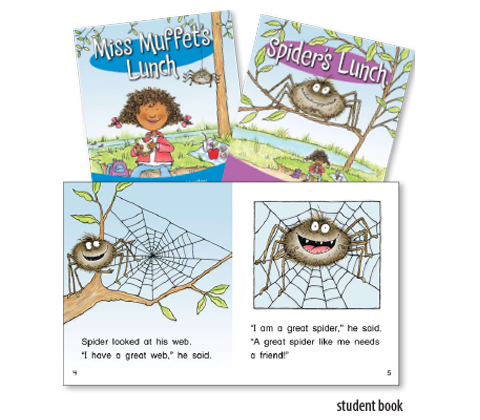 Miss Muffet's
Lunch
Spider's Lunch
Spider looked at his web.
"I have a great web," he said.
4
"I am a great spider," he said.
"A great spider like me needs
a friend!"
5
student book